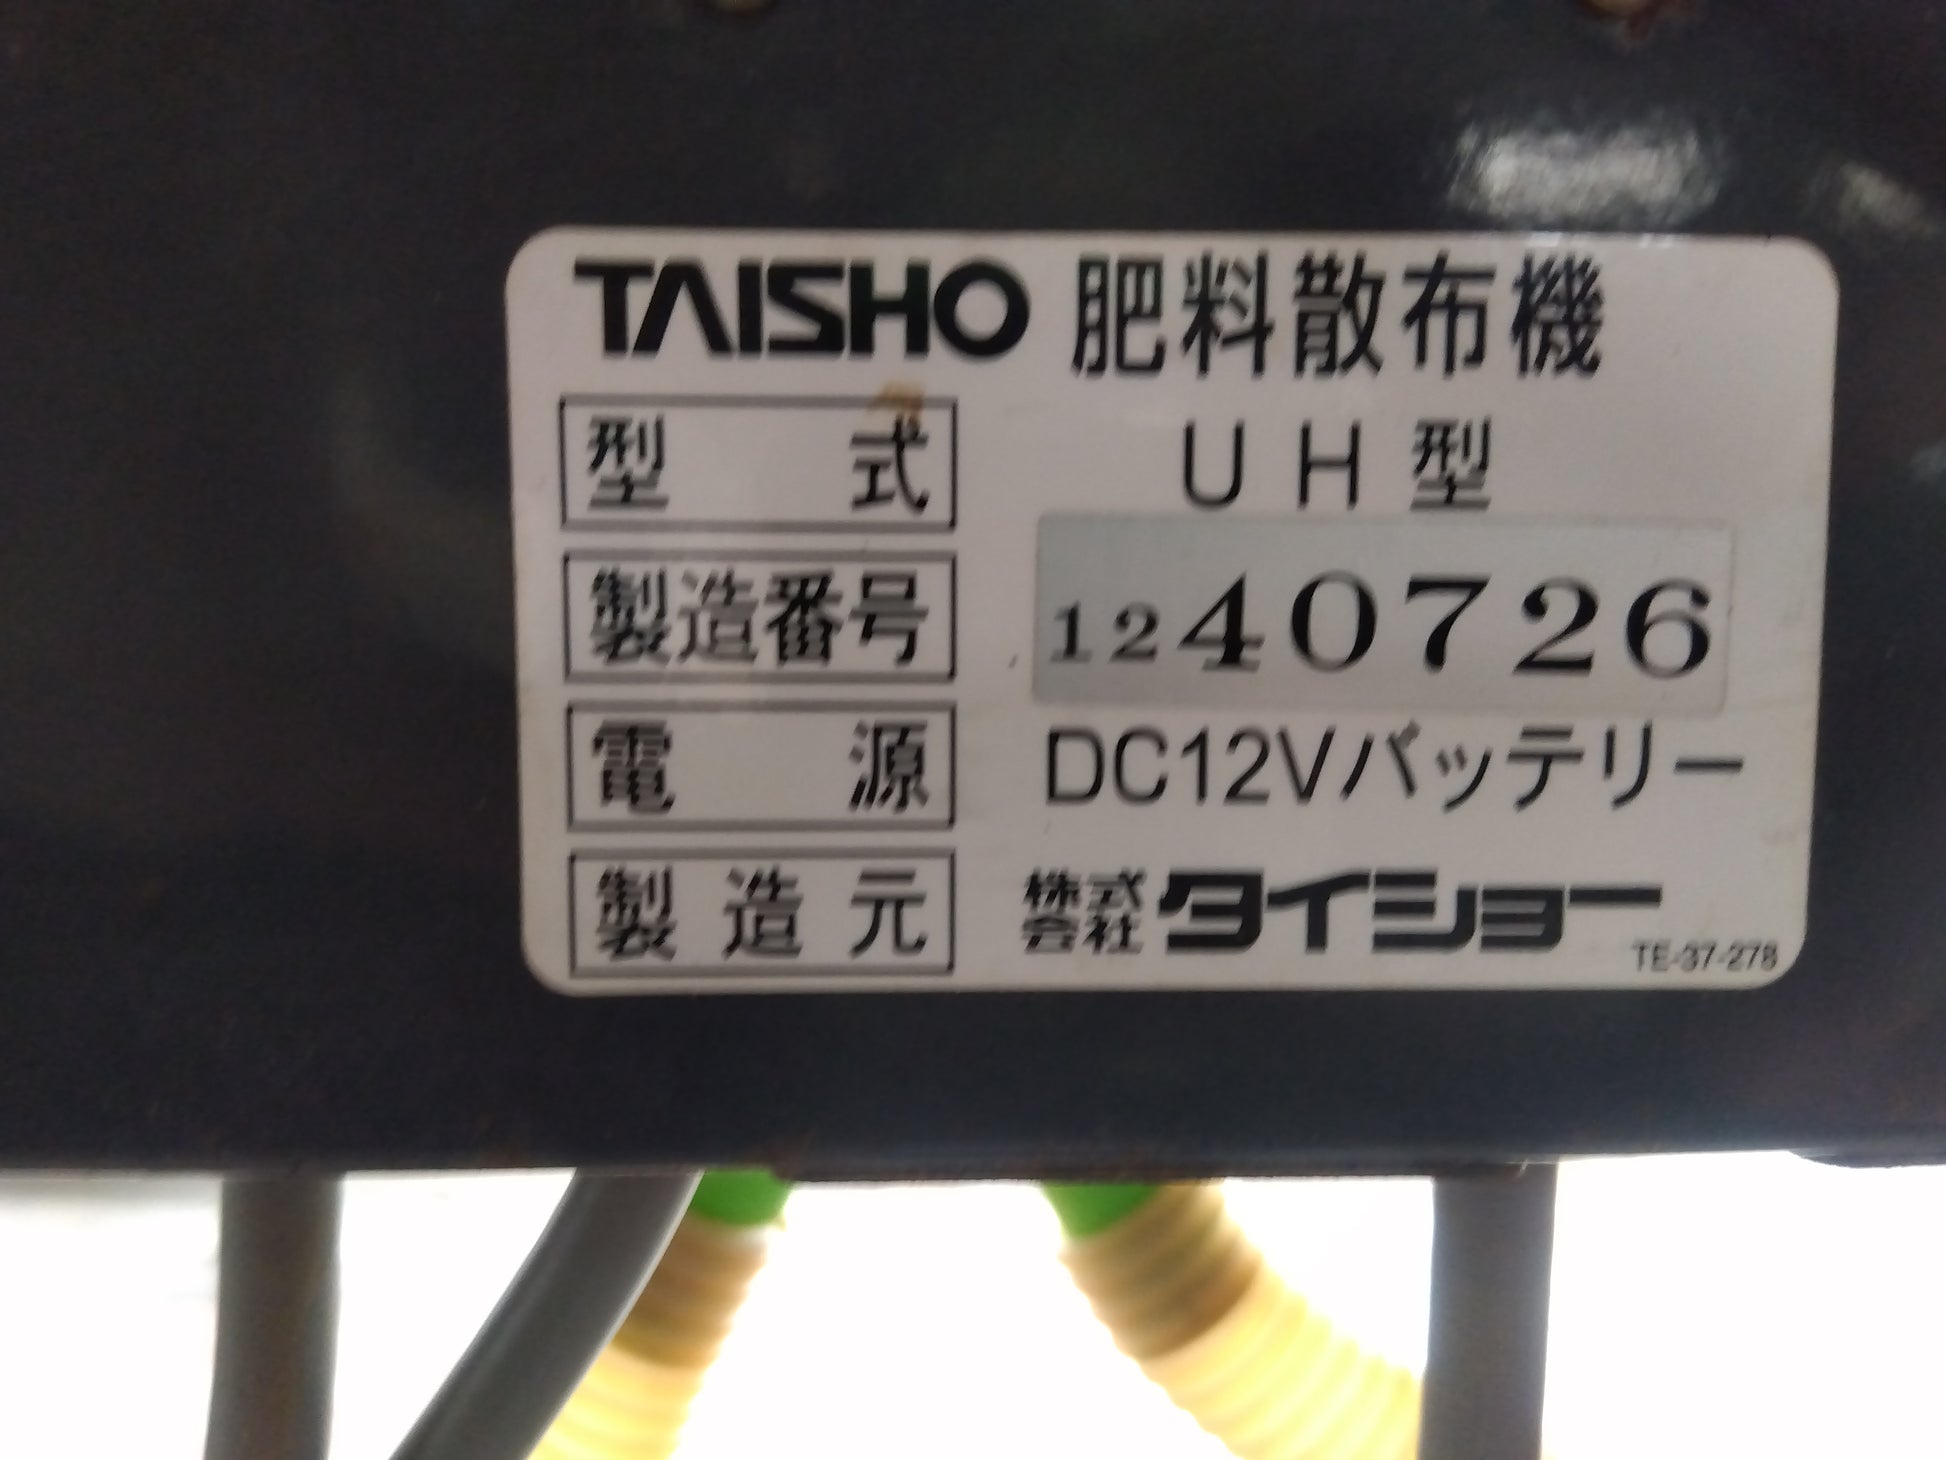 TAISHO 肥料散布機
型式 UH型
製造番号 1240726
電源 DC12Vバッテリー
製造元 株式会社タイショー
TE-37-278